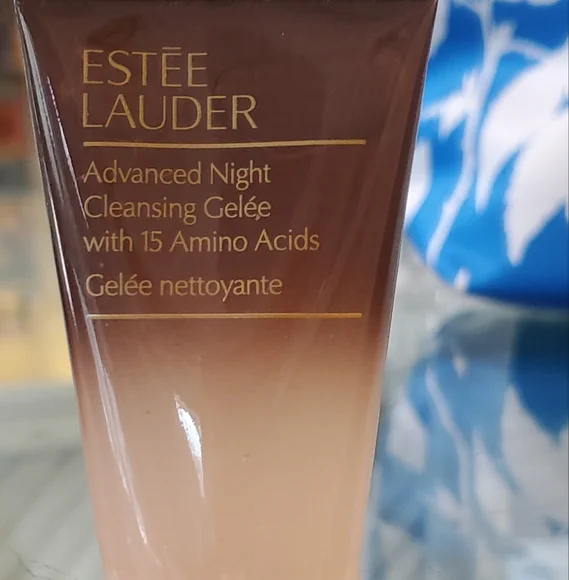 ESTĒE
LAUDER
Advanced Night
Cleansing Gelée
with 15 Amino Acids
Gelée nettoyante